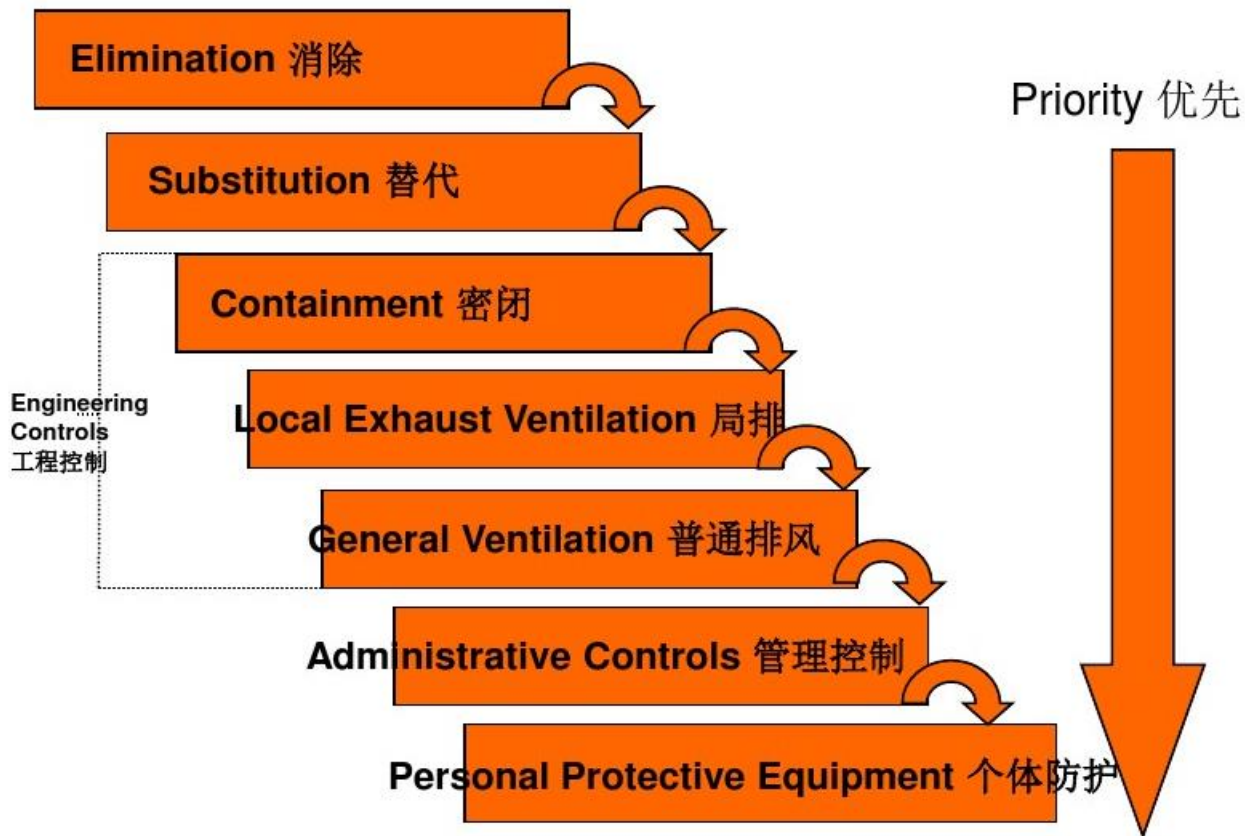 Elimination 消除
Priority 优先
Substitution 替代
Containment 密闭
Engineering
Controls
工程控制
Local Exhaust Ventilation 局排
General Ventilation 普通排风
Administrative Controls 管理控制
Personal Protective Equipment 个体防护